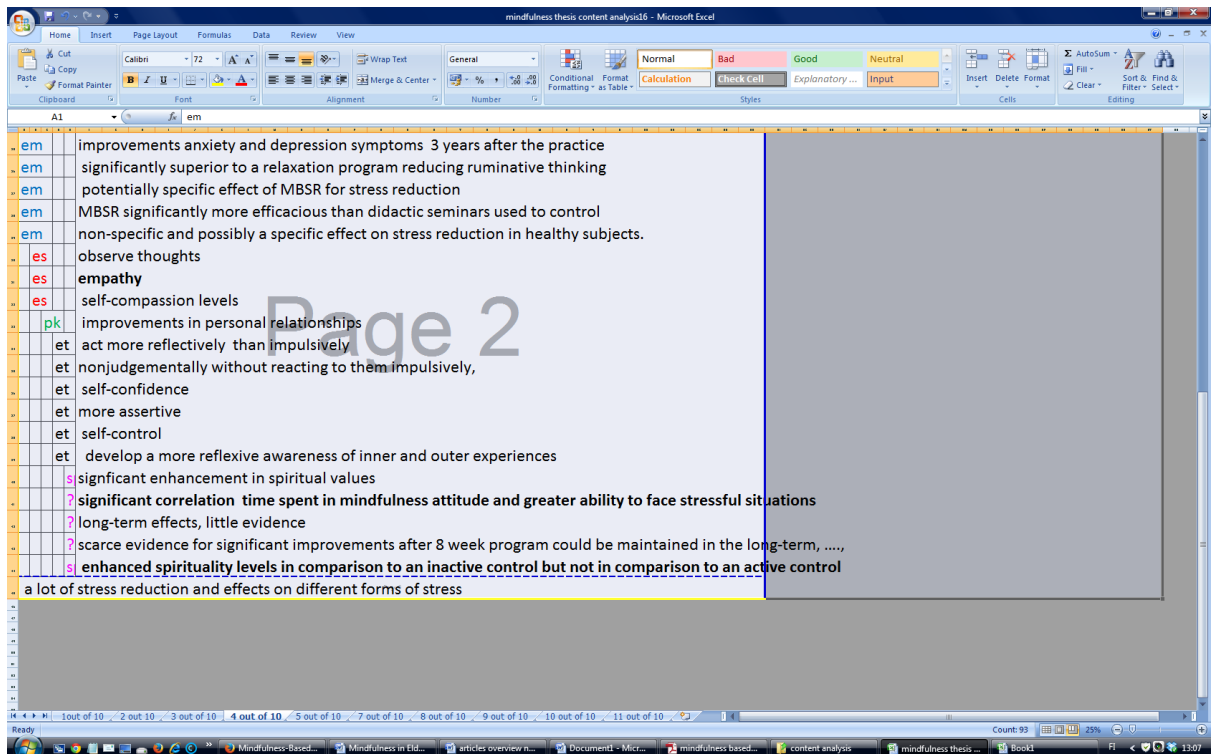 mindfulness thesis content analysis16 - Microsoft Excel
Home Insert Page Layout Formulas Data Review View
Cut
Copy
Format Painter
Paste
Clipboard
Calibri 72
B I U
Font
Wrap Text
Merge & Center
Alignment
General
Number
Conditional Formatting
Format as Table
Normal Bad Good Neutral
Calculation Check Cell Explanatory ... Input
Styles
Insert Delete Format
Cells
AutoSum
Fill
Clear
Sort & Filter
Find & Select
Editing
A1 fx em
em improvements anxiety and depression symptoms 3 years after the practice
em significantly superior to a relaxation program reducing ruminative thinking
em potentially specific effect of MBSR for stress reduction
em MBSR significantly more efficacious than didactic seminars used to control
em non-specific and possibly a specific effect on stress reduction in healthy subjects.
es observe thoughts
es empathy
es self-compassion levels
pk improvements in personal relationships
Page 2
et act more reflectively than impulsively
et nonjudgementally without reacting to them impulsively,
et self-confidence
et more assertive
et self-control
et develop a more reflexive awareness of inner and outer experiences
signficant enhancement in spiritual values
? significant correlation time spent in mindfulness attitude and greater ability to face stressful situations
? long-term effects, little evidence
? scarce evidence for significant improvements after 8 week program could be maintained in the long-term, ....,
enhanced spirituality levels in comparison to an inactive control but not in comparison to an active control
a lot of stress reduction and effects on different forms of stress
1out of 10 2 out 10 3 out of 10 4 out of 10 5 out of 10 7 out of 10 8 out of 10 9 out of 10 10 out of 10 11 out of 10
Ready Count: 93 25%
Mindfulness-Based... Mindfulness in Eld... articles overview n... Document1 - Micr... mindfulness based... content analysis mindfulness thesis ... Book1 FI 13:07